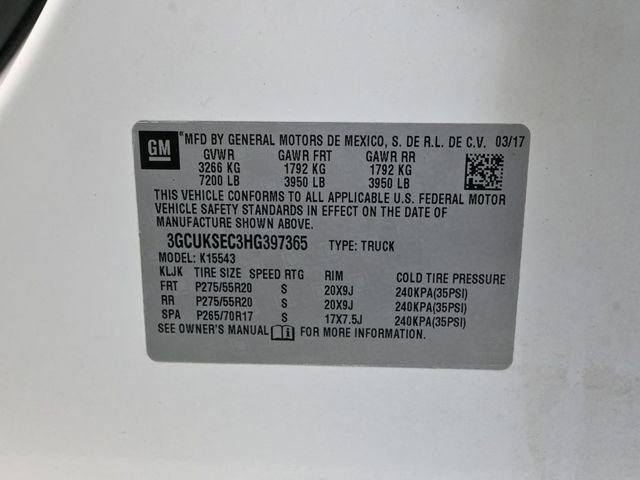 GM *MFD BY GENERAL MOTORS DE MEXICO, S. DE R.L. DE C.V. 03/17
GVWR GAWR FRT GAWR RR
3266 KG 1792 KG 1792 KG
7200 LB 3950 LB 3950 LB
THIS VEHICLE CONFORMS TO ALL APPLICABLE U.S. FEDERAL MOTOR
VEHICLE SAFETY STANDARDS IN EFFECT ON THE DATE OF
MANUFACTURE SHOWN ABOVE.
3GCUKSEC3HG397365 TYPE: TRUCK
MODEL: K15543
KLJK TIRE SIZE SPEED RTG RIM COLD TIRE PRESSURE
FRT P275/55R20 S 20X9J 240KPA(35PSI)
RR P275/55R20 S 20X9J 240KPA(35PSI)
SPA P265/70R17 S 17X7.5J 240KPA(35PSI)
SEE OWNER'S MANUAL FOR MORE INFORMATION.